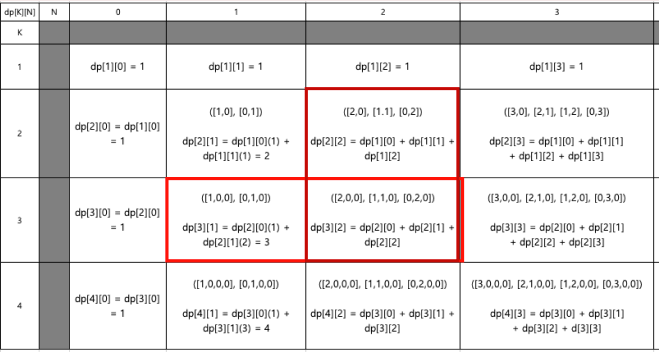 dp[K][N] N 0 1 2 3
K
1 dp[1][0] = 1 dp[1][1] = 1 dp[1][2] = 1 dp[1][3] = 1
2
dp[2][0] = dp[1][0]
= 1
([1,0], [0,1])
dp[2][1] = dp[1][0](1) +
dp[1][1](1) = 2
([2,0], [1.1], [0,2])
dp[2][2] = dp[1][0] + dp[1][1] +
dp[1][2]
([3,0], [2,1], [1,2], [0,3])
dp[2][3] = dp[1][0] + dp[1][1]
+ dp[1][2] + dp[1][3]
3
dp[3][0] = dp[2][0]
= 1
([1,0,0], [0,1,0])
dp[3][1] = dp[2][0](1) +
dp[2][1](2) = 3
([2,0,0], [1,1,0], [0,2,0])
dp[3][2] = dp[2][0] + dp[2][1] +
dp[2][2]
([3,0,0], [2,1,0], [1,2,0], [0,3,0])
dp[3][3] = dp[2][0] + dp[2][1]
+ dp[2][2] + dp[2][3]
4
dp[4][0] = dp[3][0]
= 1
([1,0,0,0], [0,1,0,0])
dp[4][1] = dp[3][0](1) +
dp[3][1](3) = 4
([2,0,0,0], [1,1,0,0], [0,2,0,0])
dp[4][2] = dp[3][0] + dp[3][1] +
dp[3][2]
([3,0,0,0], [2,1,0,0], [1,2,0,0], [0,3,0,0])
dp[4][3] = dp[3][0] + dp[3][1]
+ dp[3][2] + d[3][3]